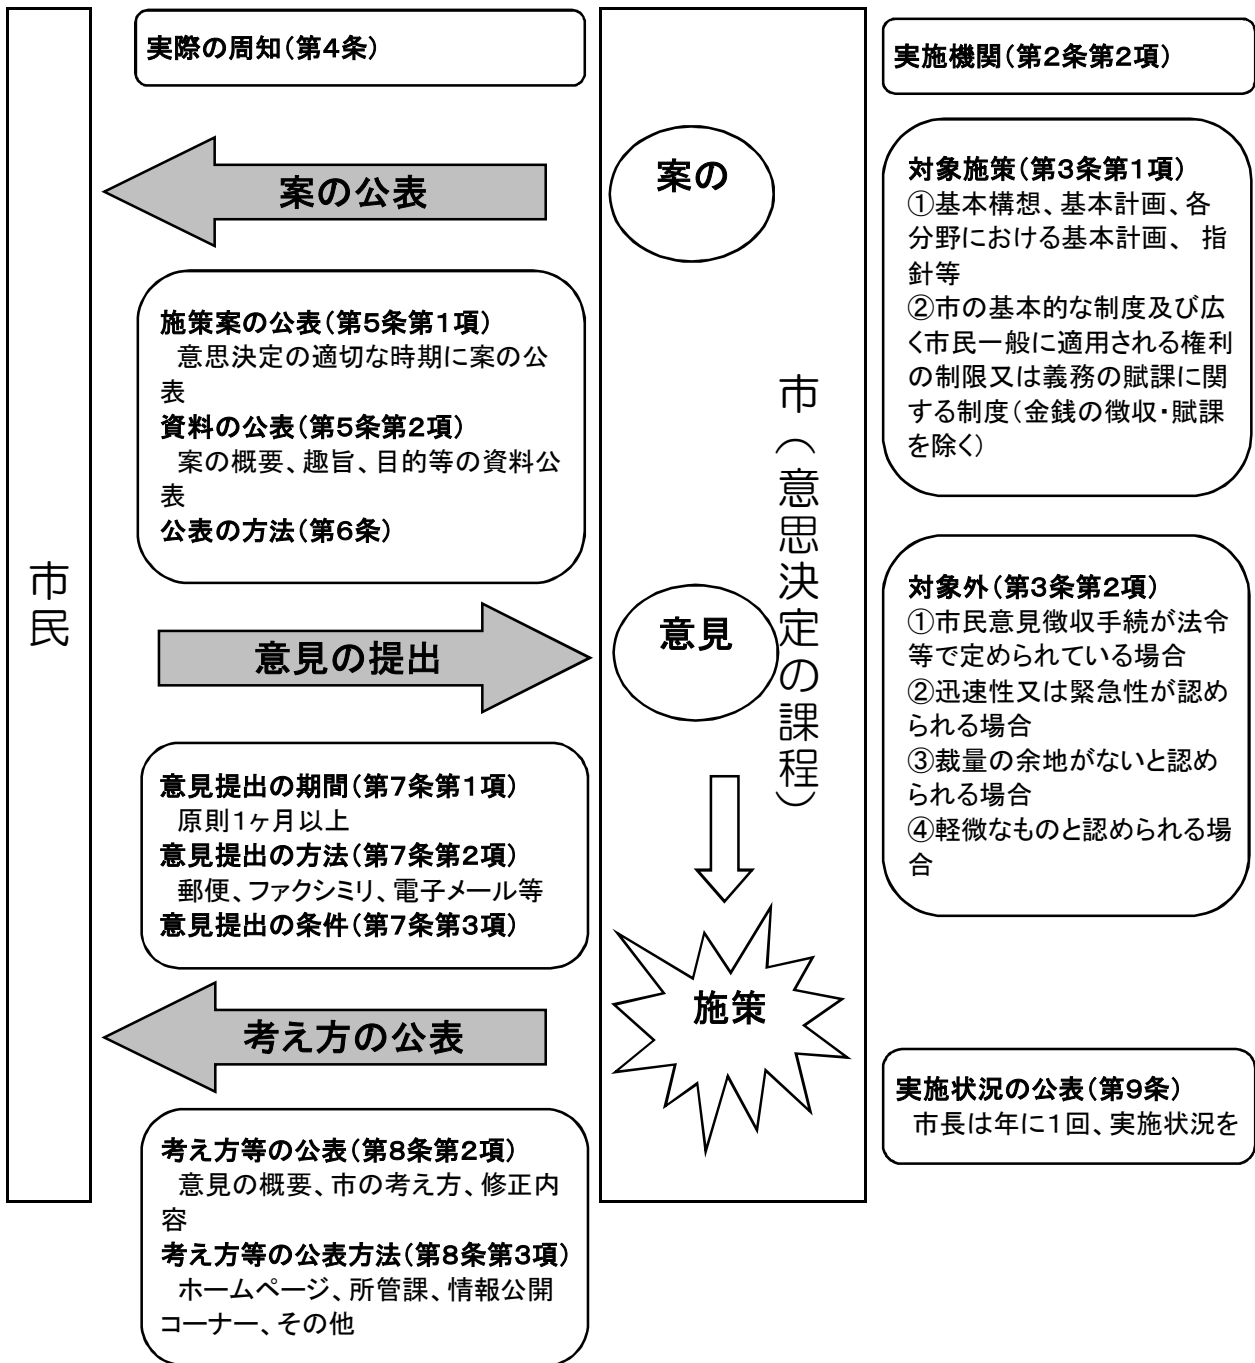 市民
実際の周知(第4条)
案の公表
施策案の公表(第5条第1項)
意思決定の適切な時期に案の公
表
資料の公表(第5条第2項)
案の概要、趣旨、目的等の資料公
表
公表の方法(第6条)
意見の提出
意見提出の期間(第7条第1項)
原則1ヶ月以上
意見提出の方法(第7条第2項)
郵便、ファクシミリ、電子メール等
意見提出の条件(第7条第3項)
考え方の公表
考え方等の公表(第8条第2項)
意見の概要、市の考え方、修正内
容
考え方等の公表方法(第8条第3項)
ホームページ、所管課、情報公開
コーナー、その他
案の
意見
施策
市(意思決定の課程)
実施機関(第2条第2項)
対象施策(第3条第1項)
①基本構想、基本計画、各
分野における基本計画、 指
針等
②市の基本的な制度及び広
く市民一般に適用される権利
の制限又は義務の賦課に関
する制度(金銭の徴収・賦課
を除く)
対象外(第3条第2項)
①市民意見徴収手続が法令
等で定められている場合
②迅速性又は緊急性が認め
られる場合
③裁量の余地がないと認め
られる場合
④軽微なものと認められる場
合
実施状況の公表(第9条)
市長は年に1回、実施状況を